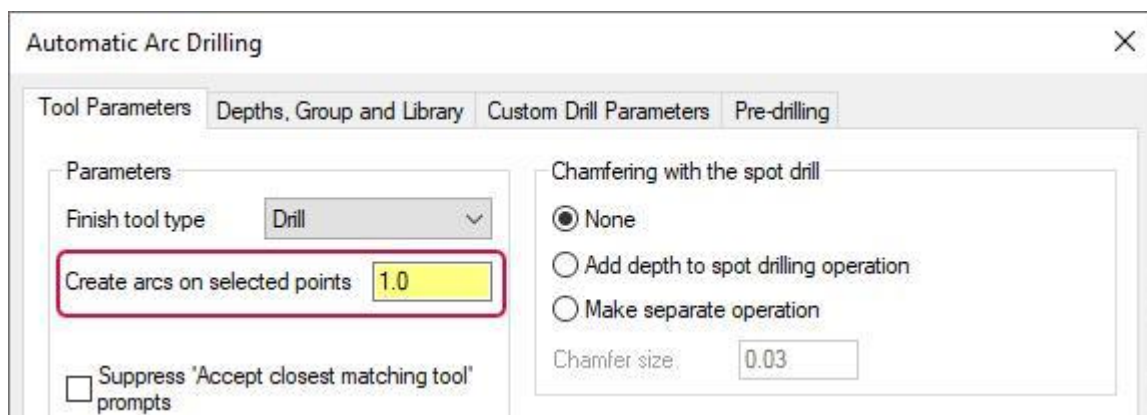 Automatic Arc Drilling
Tool Parameters Depths, Group and Library Custom Drill Parameters Pre-drilling
Parameters
Finish tool type Drill
Create arcs on selected points 1.0
Suppress 'Accept closest matching tool'
prompts
Chamfering with the spot drill
None
Add depth to spot drilling operation
Make separate operation
Chamfer size 0.03